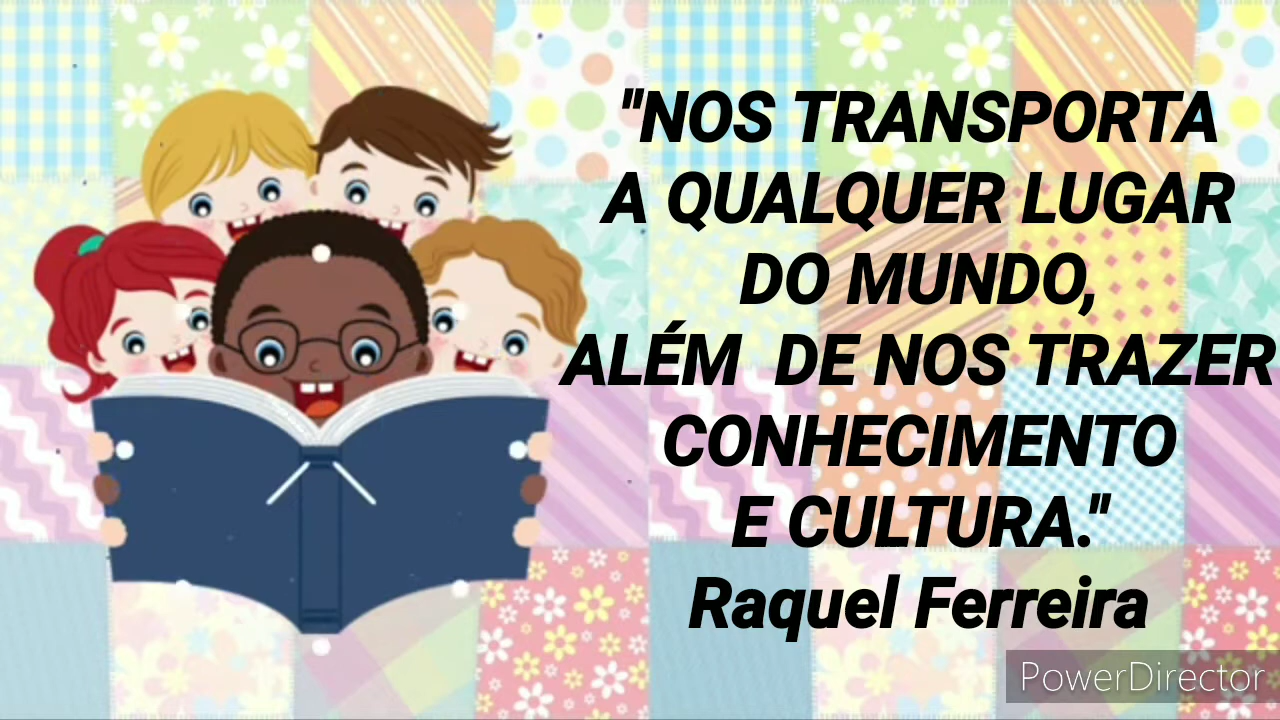 "NOS TRANSPORTA
A QUALQUER LUGAR
DO MUNDO,
ALÉM  DE NOS TRAZER
CONHECIMENTO
E CULTURA."
Raquel Ferreira
PowerDirector